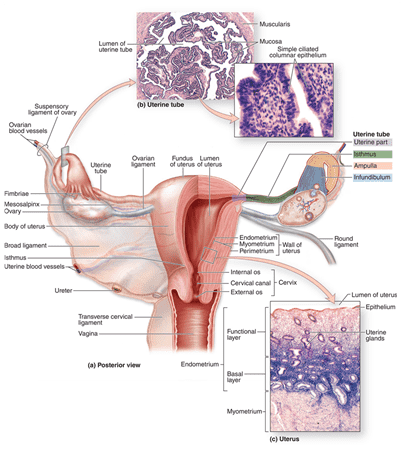 Muscularis
Lumen of
uterine tube
Mucosa
Simple ciliated
columnar epithelium
(b) Uterine tube
Suspensory
ligament of ovary
Ovarian
blood vessels
Uterine
tube
Ovarian
ligament
Fundus
of uterus
Lumen of
uterus
Uterine tube
Uterine part
Isthmus
Ampulla
Infundibulum
Fimbriae
Mesosalpinx
Ovary
Body of uterus
Broad ligament
Isthmus
Uterine blood vessels
Ureter
Transverse cervical
ligament
Vagina
(a) Posterior view
Endometrium
Myometrium
Perimetrium
Wall of
uterus
Round
ligament
Internal os
Cervical canal
External os
Cervix
Lumen of uterus
Epithelium
Uterine
glands
Functional
layer
Endometrium
Basal
layer
Myometrium
(c) Uterus